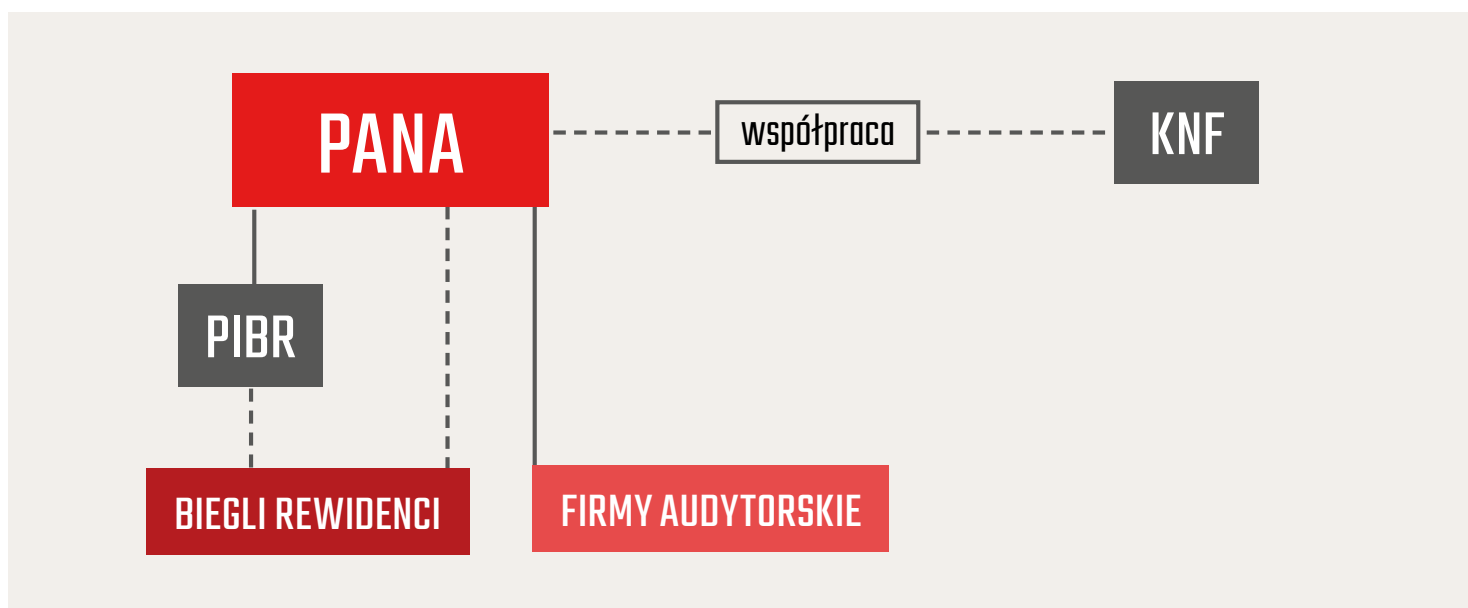 PANA
współpraca
KNF
PIBR
BIEGLI REWIDENCI
FIRMY AUDYTORSKIE